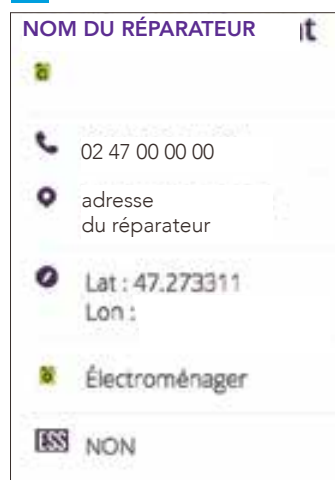 NOM DU RÉPARATEUR
02 47 00 00 00
adresse
du réparateur
Lat : 47.273311
Lon :
Électroménager
ESS NON